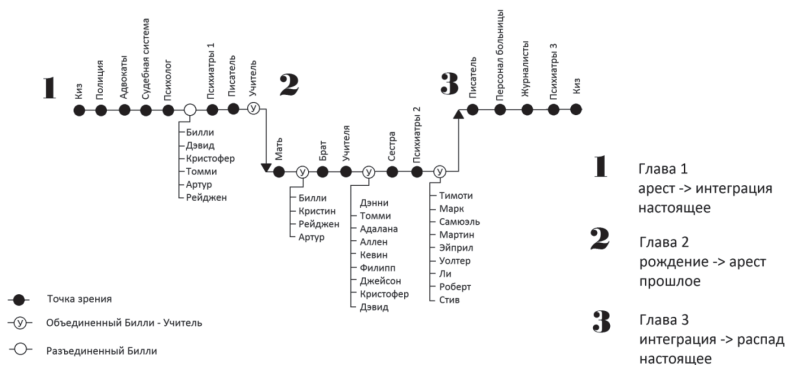 1
Киз
Полиция
Адвокаты
Судебная система
Психолог
Психиатры 1
Писатель
Учитель
У
Билли
Дэвид
Кристофер
Томми
Артур
Рейджен
2
Мать
У
Брат
Учителя
У
Сестра
Психиатры 2
У
Билли
Кристин
Рейджен
Артур
Дэнни
Томми
Адалана
Аллен
Кевин
Филипп
Джейсон
Кристофер
Дэвид
Тимоти
Марк
Самюэль
Мартин
Эйприл
Уолтер
Ли
Роберт
Стив
3
Писатель
Персонал больницы
Журналисты
Психиатры 3
Киз
1
Глава 1
арест -> интеграция
настоящее
2
Глава 2
рождение -> арест
прошлое
3
Глава 3
интеграция -> распад
настоящее
Точка зрения
У
Объединенный Билли - Учитель
Разъединенный Билли